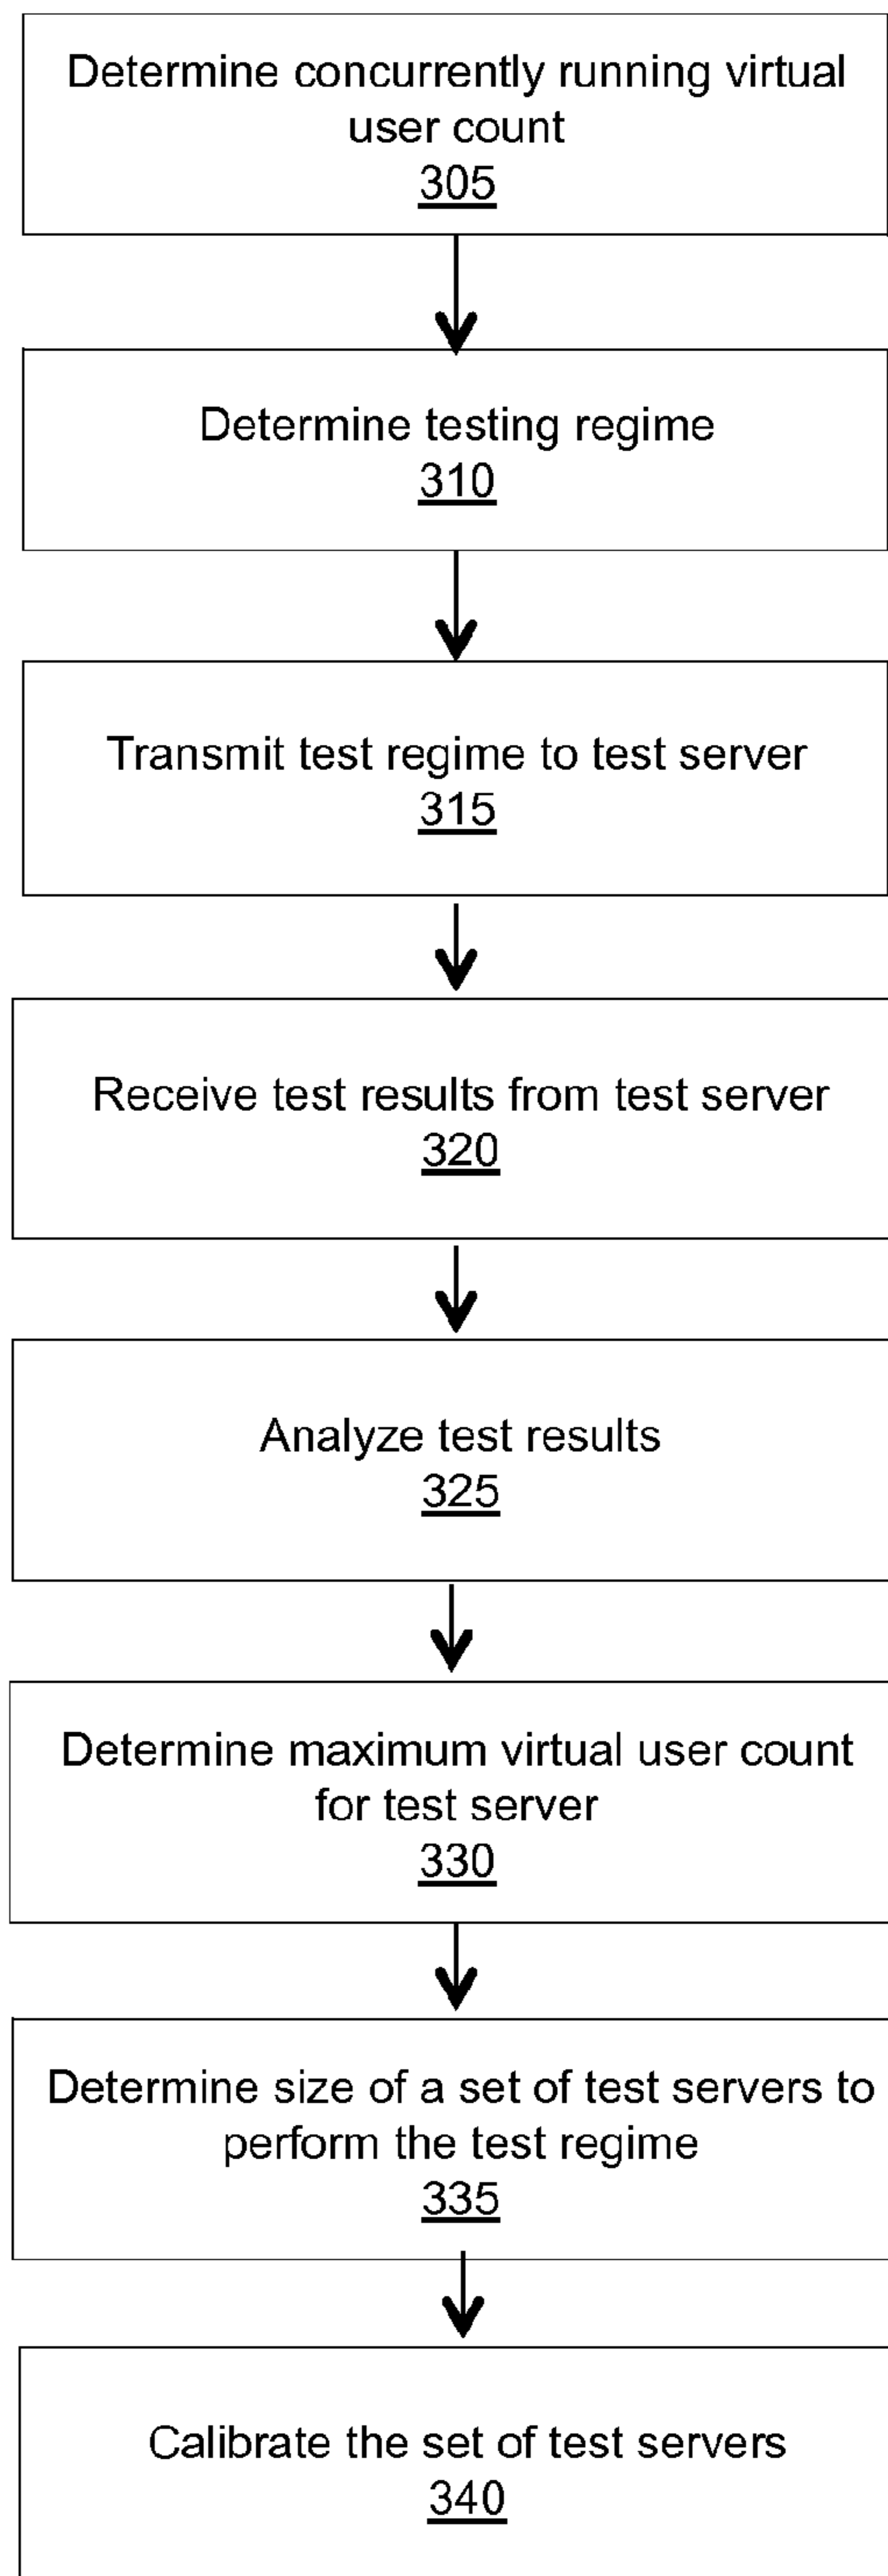 Determine concurrently running virtual
user count
305
Determine testing regime
310
Transmit test regime to test server
315
Receive test results from test server
320
Analyze test results
325
Determine maximum virtual user count
for test server
330
Determine size of a set of test servers to
perform the test regime
335
Calibrate the set of test servers
340